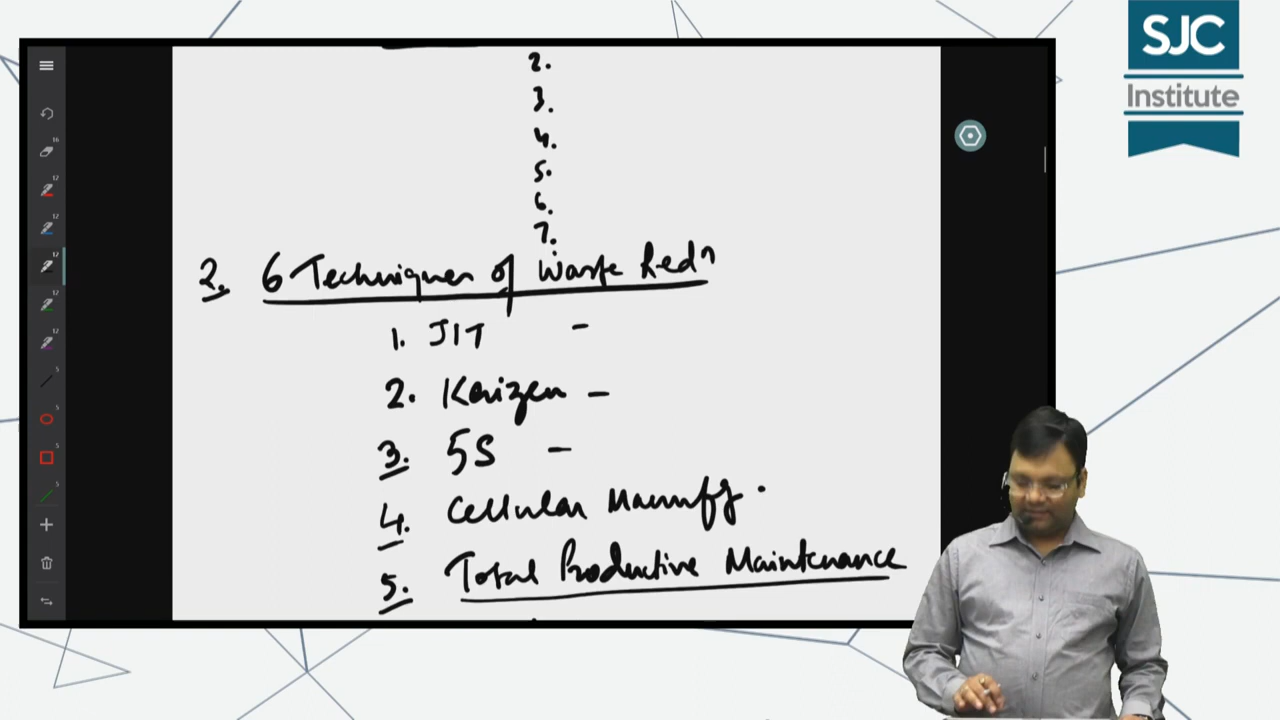 SJC
Institute
2.
3.
4.
5.
6.
7.
2. 6 Techniques of Waste Redn
1. JIT -
2. Kaizen -
3. 5S -
4. Cellular Manufg.
5. Total Productive Maintenance